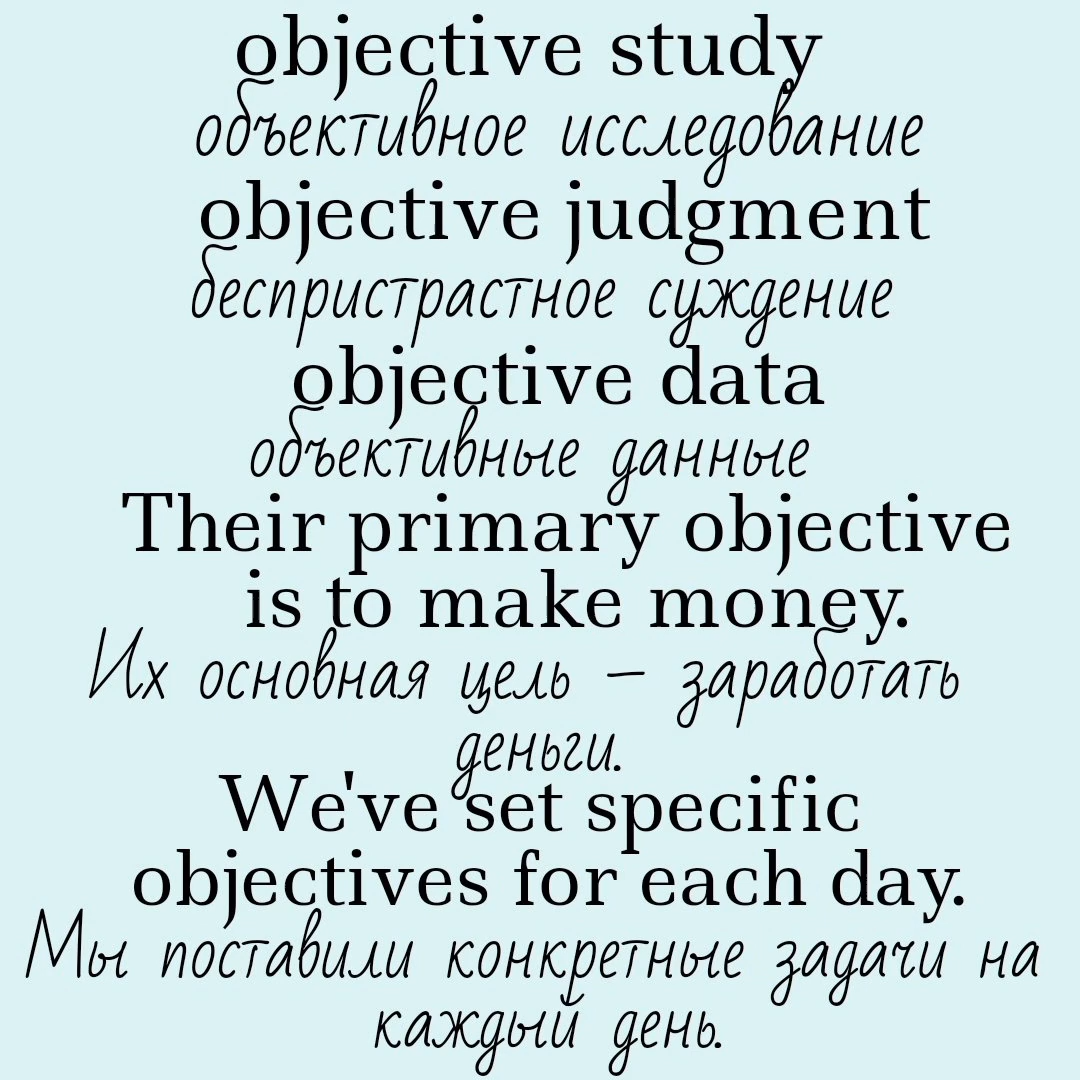 objective study
объективное исследование
objective judgment
беспристрастное суждение
objective data
объективные данные
Their primary objective
is to make money.
Их основная цель – заработать
деньги.
We've set specific
objectives for each day.
Мы поставили конкретные задачи на
каждый день.